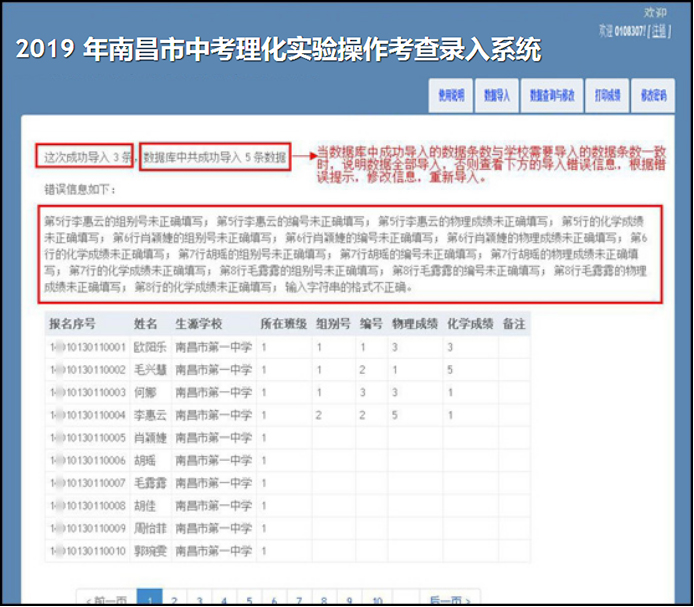 欢迎
欢迎 0108307! [ 注销 ]
2019 年南昌市中考理化实验操作考查录入系统
使用说明 数据导入 数据查询与修改 打印成绩 修改密码
这次成功导入 3 条, 数据库中共成功导入 5 条数据
当数据库中成功导入的数据条数与学校需要导入的数据条数一致
时，说明数据全部导入，否则查看下方的导入错误信息，根据错
误提示，修改信息，重新导入。
错误信息如下：
第5行李惠云的组别号未正确填写； 第5行李惠云的编号未正确填写； 第5行李惠云的物理成绩未正确填写； 第5行的化学成绩
未正确填写； 第6行肖颖婕的组别号未正确填写； 第6行肖颖婕的编号未正确填写； 第6行肖颖婕的物理成绩未正确填写； 第6
行的化学成绩未正确填写； 第7行胡瑶的组别号未正确填写； 第7行胡瑶的编号未正确填写； 第7行胡瑶的物理成绩未正确填
写； 第7行的化学成绩未正确填写； 第8行毛露露的组别号未正确填写； 第8行毛露露的编号未正确填写； 第8行毛露露的物理
成绩未正确填写； 第8行的化学成绩未正确填写； 输入字符串的格式不正确。
报名序号 姓名 生源学校 所在班级 组别号 编号 物理成绩 化学成绩 备注
1 10130110001 欧阳乐 南昌市第一中学 1 1 1 3 3
1 10130110002 毛兴慧 南昌市第一中学 1 1 2 1 5
1 10130110003 何娜 南昌市第一中学 1 1 3 3 1
1 10130110004 李惠云 南昌市第一中学 1 2 2 5 1
1 10130110005 肖颖婕 南昌市第一中学 1
1 10130110006 胡瑶 南昌市第一中学 1
1 10130110007 毛露露 南昌市第一中学 1
1 10130110008 胡佳 南昌市第一中学 1
1 10130110009 周怡菲 南昌市第一中学 1
1 10130110010 郭琬雯 南昌市第一中学 1
< 前一页 1 2 3 4 5 6 7 8 9 10 后一页 >